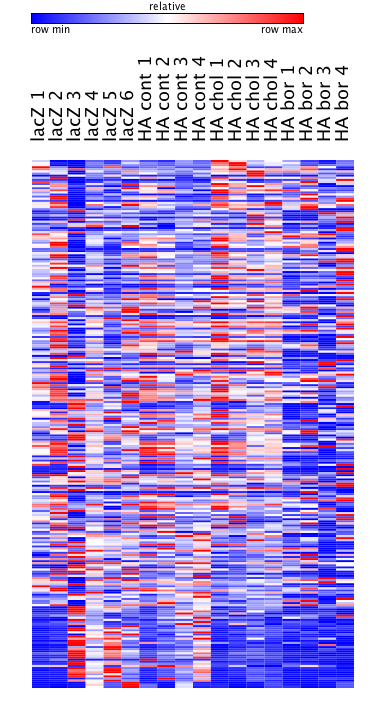 relative
row min
row max
lacZ 1
lacZ 2
lacZ 3
lacZ 4
lacZ 5
lacZ 6
HA cont 1
HA cont 2
HA cont 3
HA cont 4
HA chol 1
HA chol 2
HA chol 3
HA chol 4
HA bor 1
HA bor 2
HA bor 3
HA bor 4